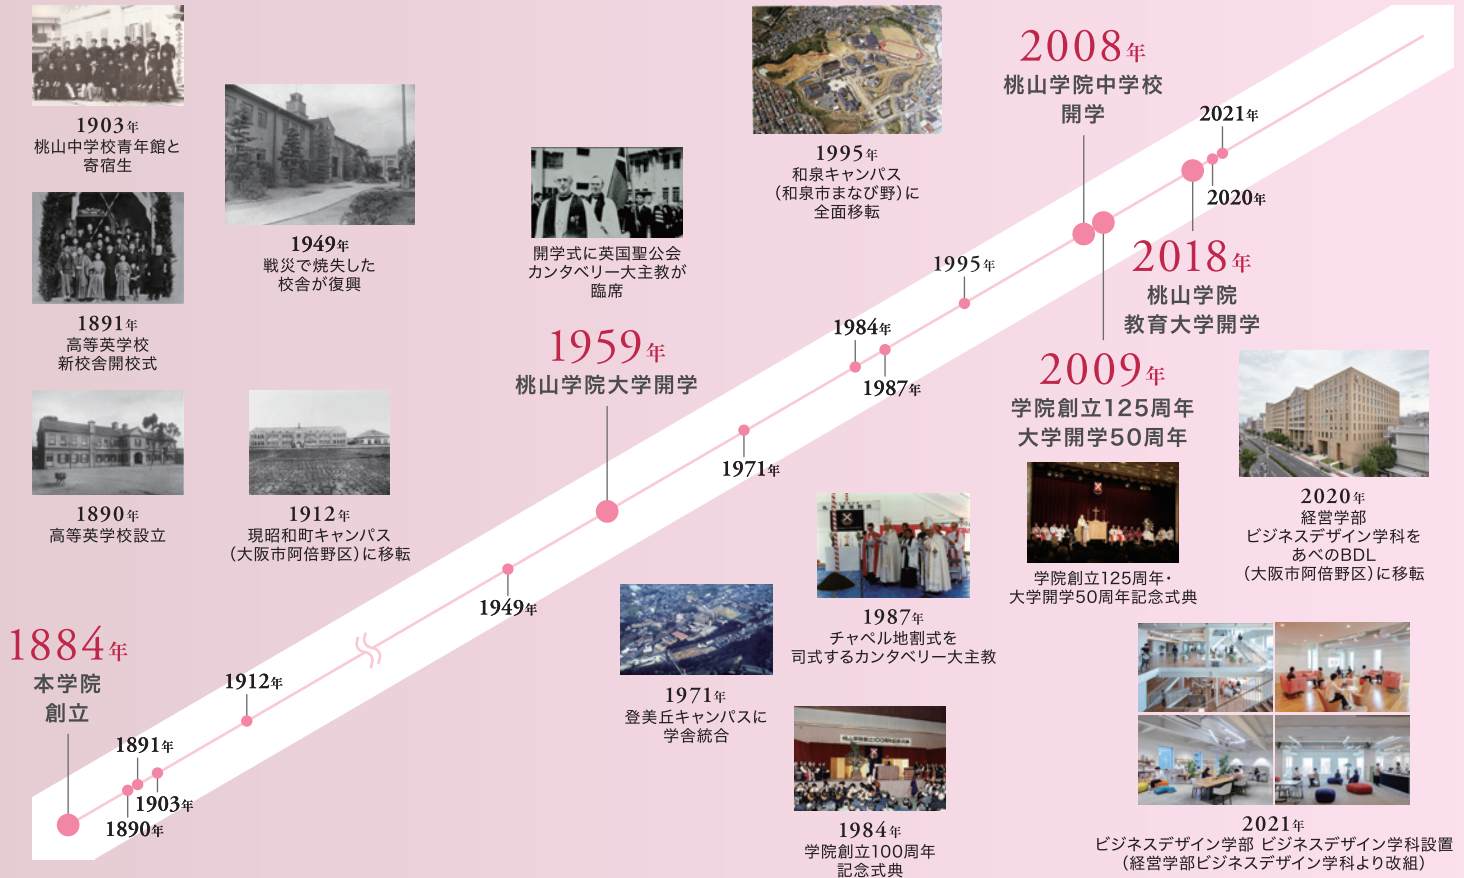 1903年
桃山中学校青年館と
寄宿生
1891年
高等英学校
新校舎開校式
1890年
高等英学校設立
1949年
戦災で焼失した
校舎が復興
1912年
現昭和町キャンパス
（大阪市阿倍野区）に移転
1884年
本学院
創立
1890年
1891年
1903年
1912年
1949年
開学式に英国聖公会
カンタベリー大主教が
臨席
1959年
桃山学院大学開学
1971年
1984年
1987年
1995年
1995年
和泉キャンパス
（和泉市まなび野）に
全面移転
2008年
桃山学院中学校
開学
2021年
2020年
2018年
桃山学院
教育大学開学
2009年
学院創立125周年
大学開学50周年
学院創立125周年・
大学開学50周年記念式典
1971年
登美丘キャンパスに
学舎統合
1987年
チャペル地割式を
司式するカンタベリー大主教
桃山学院創立100周年記念式典
1984年
学院創立100周年
記念式典
2020年
経営学部
ビジネスデザイン学科を
あべのBDL
（大阪市阿倍野区）に移転
2021年
ビジネスデザイン学部 ビジネスデザイン学科設置
（経営学部ビジネスデザイン学科より改組）